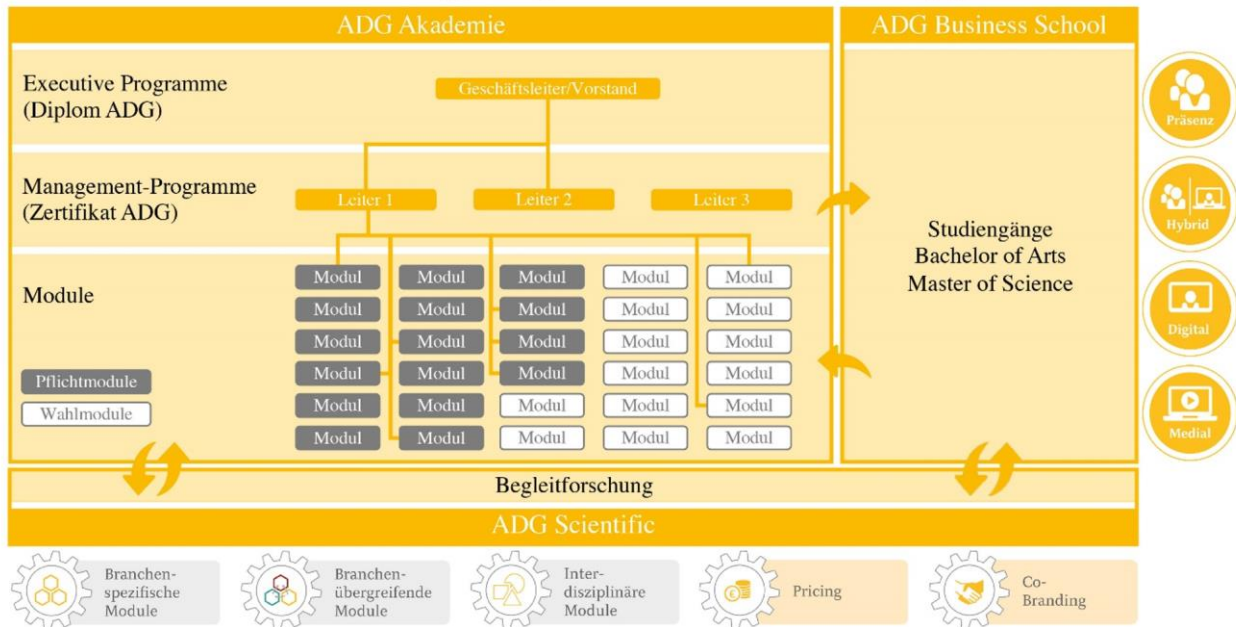 ADG Akademie
ADG Business School
Executive Programme
(Diplom ADG)
Geschäftsleiter/Vorstand
Management-Programme
(Zertifikat ADG)
Leiter 1
Leiter 2
Leiter 3
Module
Modul Modul Modul Modul Modul
Modul Modul Modul Modul Modul
Modul Modul Modul Modul Modul
Modul Modul Modul Modul Modul
Modul Modul Modul Modul Modul
Modul Modul Modul Modul Modul
Pflichtmodule
Wahlmodule
Studiengänge
Bachelor of Arts
Master of Science
Präsenz
Hybrid
Digital
Medial
Begleitforschung
ADG Scientific
Branchen-
spezifische
Module
Branchen-
übergreifende
Module
Inter-
disziplinäre
Module
Pricing
Co-
Branding